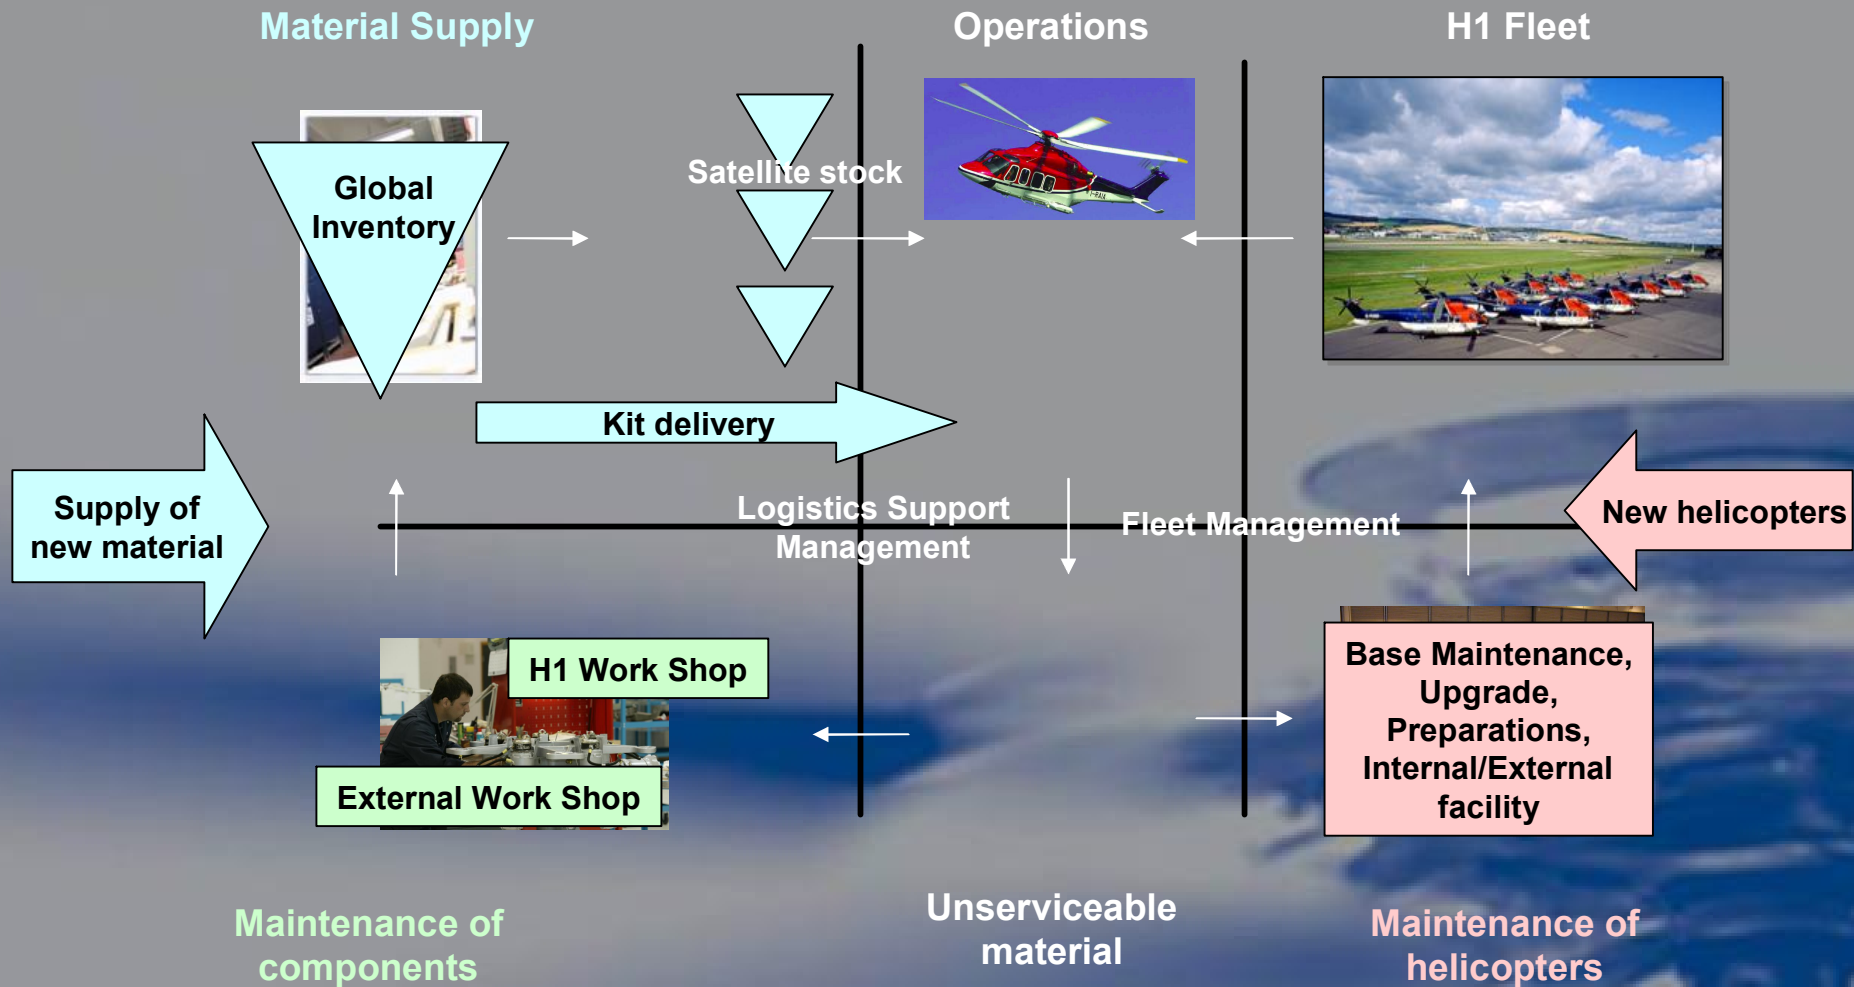 Material Supply
Operations
H1 Fleet
Global
Inventory
Satellite stock
Kit delivery
Supply of
new material
Logistics Support
Management
Fleet Management
New helicopters
H1 Work Shop
External Work Shop
Base Maintenance,
Upgrade,
Preparations,
Internal/External
facility
Maintenance of
components
Unserviceable
material
Maintenance of
helicopters